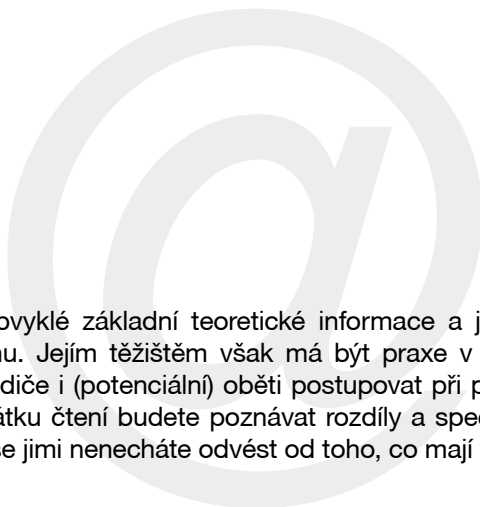 @
ovyklé základní teoretické informace a j
nu. Jejím těžištěm však má být praxe v
diče i (potenciální) oběti postupovat při p
átku čtení budete poznávat rozdíly a spec
se jimi nenecháte odvést od toho, co mají